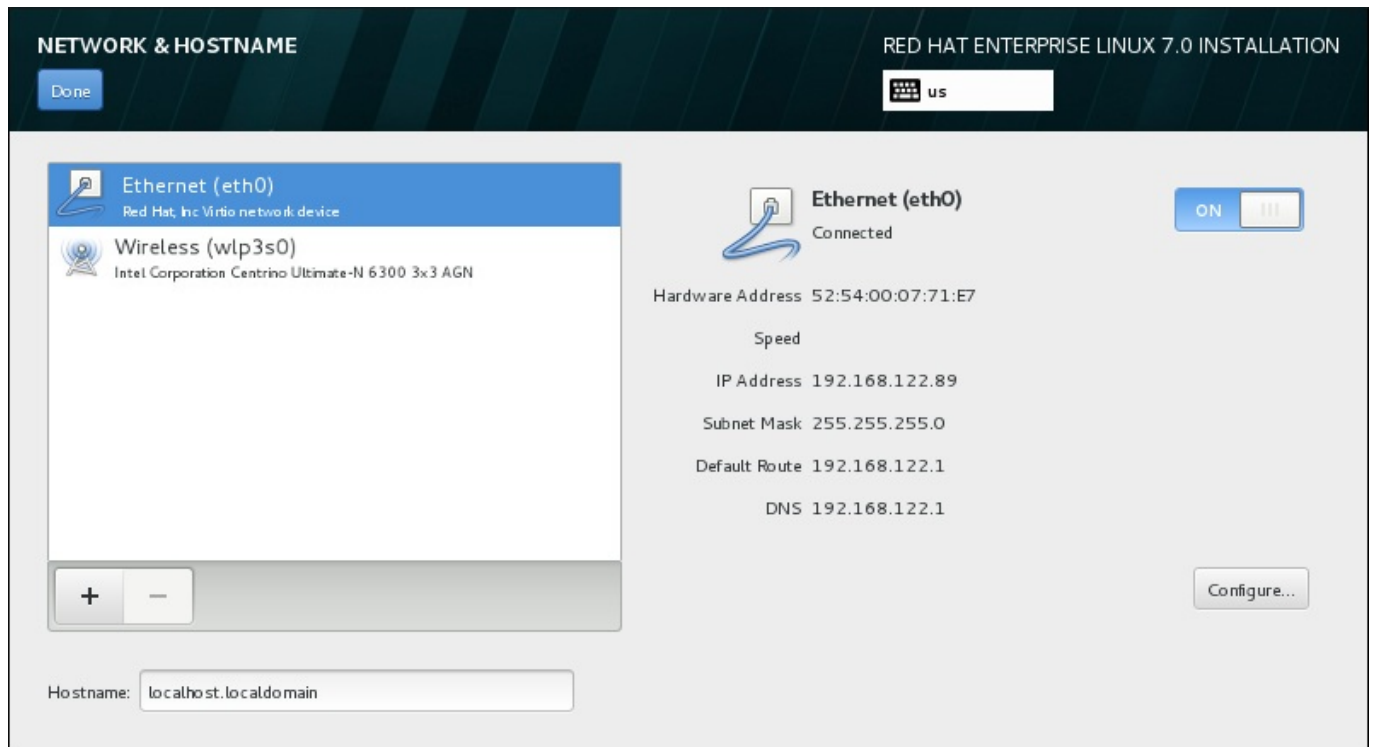 NETWORK & HOSTNAME
Done
RED HAT ENTERPRISE LINUX 7.0 INSTALLATION
us
Ethernet (eth0)
Red Hat, Inc Virtio network device
Wireless (wlp3s0)
Intel Corporation Centrino Ultimate-N 6300 3x3 AGN
+ −
Ethernet (eth0)
Connected
ON
Hardware Address 52:54:00:07:71:E7
Speed
IP Address 192.168.122.89
Subnet Mask 255.255.255.0
Default Route 192.168.122.1
DNS 192.168.122.1
Configure...
Hostname: localhost.localdomain